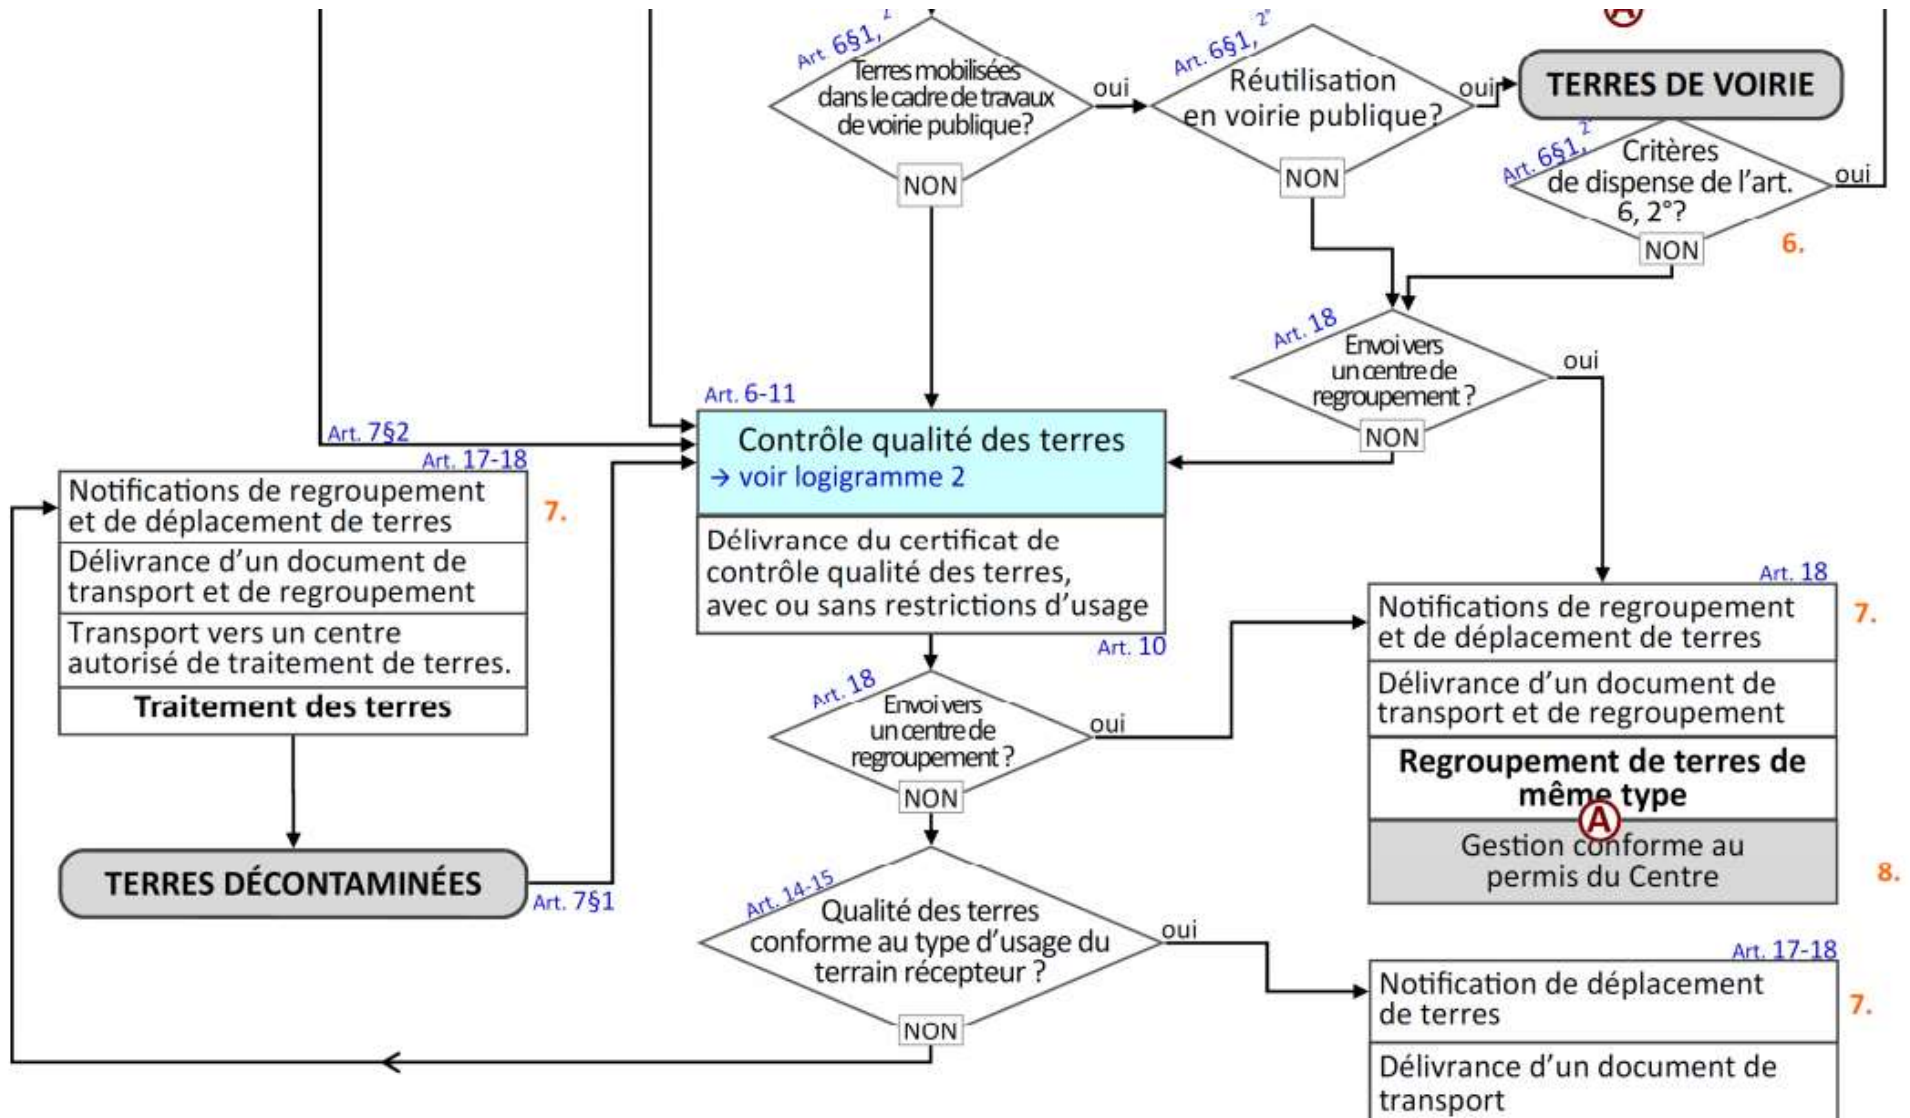 Art. 6§1, 2°
Terres mobilisées
dans le cadre de travaux
de voirie publique?
oui
NON
Art. 6§1, 2°
Réutilisation
en voirie publique?
oui
NON
A
TERRES DE VOIRIE
Art. 6§1, 2°
Critères
de dispense de l'art.
6, 2°?
oui
NON
6.
Art. 18
Envoi vers
un centre de
regroupement ?
oui
NON
Art. 6-11
Contrôle qualité des terres
→ voir logigramme 2
Délivrance du certificat de
contrôle qualité des terres,
avec ou sans restrictions d'usage
Art. 10
Art. 7§2
Art. 17-18
Notifications de regroupement
et de déplacement de terres
7.
Délivrance d'un document de
transport et de regroupement
Transport vers un centre
autorisé de traitement de terres.
Traitement des terres
TERRES DÉCONTAMINÉES
Art. 7§1
Art. 18
Envoi vers
un centre de
regroupement ?
oui
NON
Art. 18
Notifications de regroupement
et de déplacement de terres
7.
Délivrance d'un document de
transport et de regroupement
Regroupement de terres de
même type
A
Gestion conforme au
permis du Centre
8.
Art. 14-15
Qualité des terres
conforme au type d'usage du
terrain récepteur ?
oui
NON
Art. 17-18
Notification de déplacement
de terres
7.
Délivrance d'un document de
transport